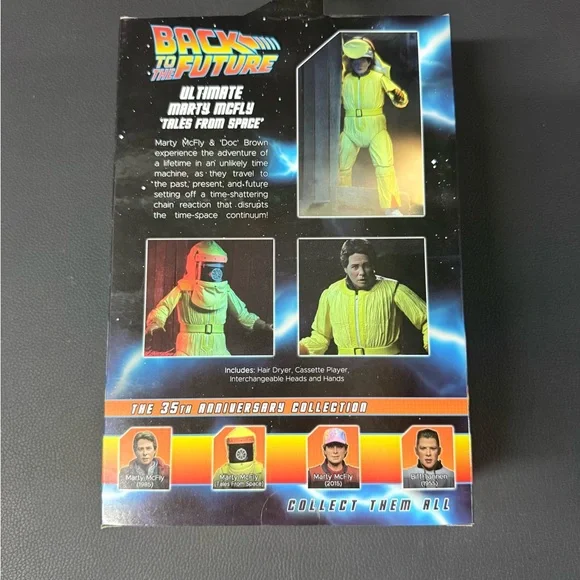 BACK
TO
THE FUTURE
ULTIMATE
MARTY MCFLY
'TALES FROM SPACE'
Marty McFly & 'Doc' Brown
experience the adventure of
a lifetime in an unlikely time
machine, as they travel to
the past, present, and future
setting off a time-shattering
chain reaction that disrupts
the time-space continuum!
Includes: Hair Dryer, Cassette Player,
Interchangeable Heads and Hands
THE 35TH ANNIVERSARY COLLECTION
Marty McFly
(1985)
Marty McFly
(Tales From Space)
Marty McFly
(2015)
Biff Tannen
(1955)
COLLECT THEM ALL